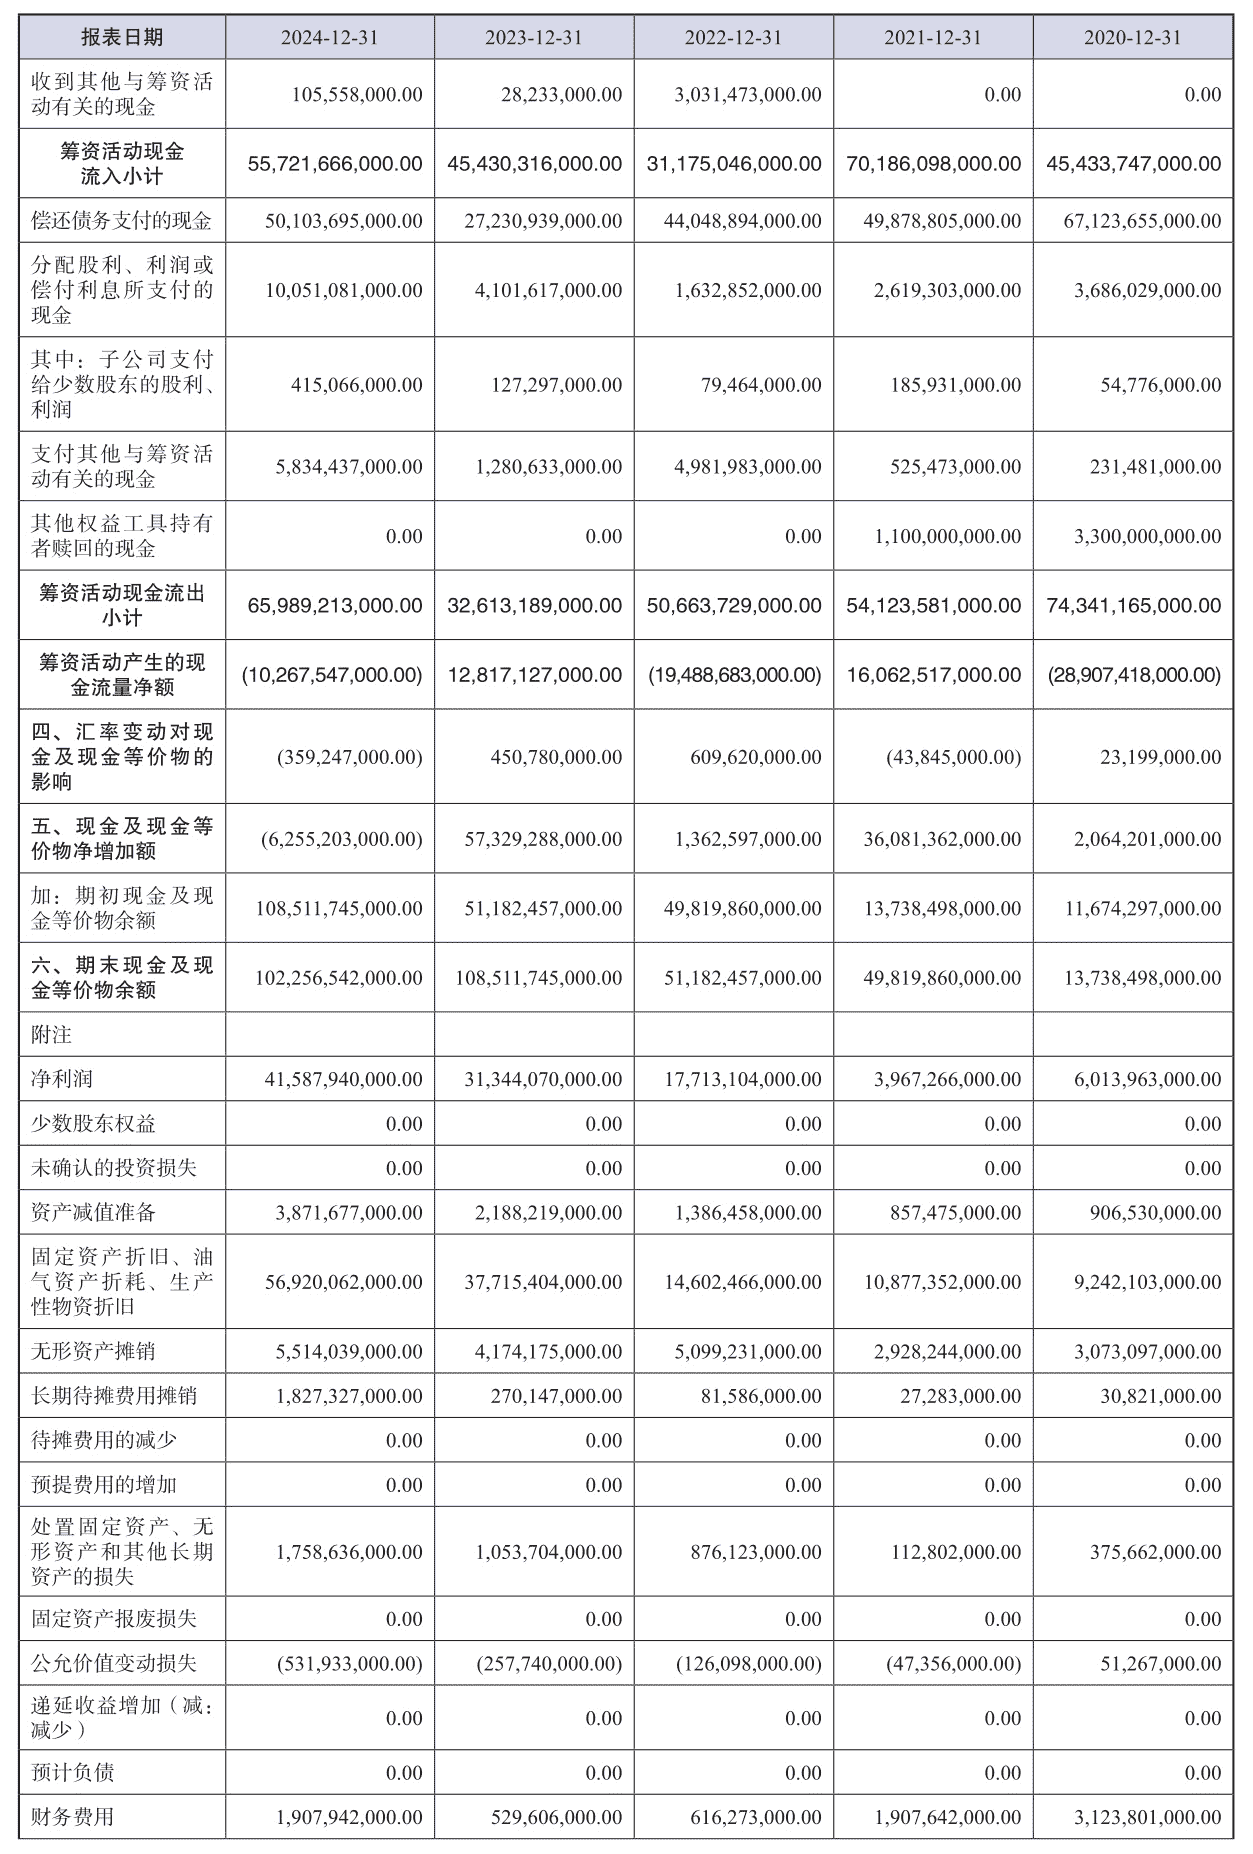 报表日期 2024-12-31 2023-12-31 2022-12-31 2021-12-31 2020-12-31
收到其他与筹资活
动有关的现金 105,558,000.00 28,233,000.00 3,031,473,000.00 0.00 0.00
筹资活动现金
流入小计 55,721,666,000.00 45,430,316,000.00 31,175,046,000.00 70,186,098,000.00 45,433,747,000.00
偿还债务支付的现金 50,103,695,000.00 27,230,939,000.00 44,048,894,000.00 49,878,805,000.00 67,123,655,000.00
分配股利、利润或
偿付利息所支付的 10,051,081,000.00 4,101,617,000.00 1,632,852,000.00 2,619,303,000.00 3,686,029,000.00
现金
其中：子公司支付
给少数股东的股利、 415,066,000.00 127,297,000.00 79,464,000.00 185,931,000.00 54,776,000.00
利润
支付其他与筹资活
动有关的现金 5,834,437,000.00 1,280,633,000.00 4,981,983,000.00 525,473,000.00 231,481,000.00
其他权益工具持有
者赎回的现金 0.00 0.00 0.00 1,100,000,000.00 3,300,000,000.00
筹资活动现金流出
小计 65,989,213,000.00 32,613,189,000.00 50,663,729,000.00 54,123,581,000.00 74,341,165,000.00
筹资活动产生的现
金流量净额 (10,267,547,000.00) 12,817,127,000.00 (19,488,683,000.00) 16,062,517,000.00 (28,907,418,000.00)
四、汇率变动对现
金及现金等价物的 (359,247,000.00) 450,780,000.00 609,620,000.00 (43,845,000.00) 23,199,000.00
影响
五、现金及现金等
价物净增加额 (6,255,203,000.00) 57,329,288,000.00 1,362,597,000.00 36,081,362,000.00 2,064,201,000.00
加：期初现金及现
金等价物余额 108,511,745,000.00 51,182,457,000.00 49,819,860,000.00 13,738,498,000.00 11,674,297,000.00
六、期末现金及现
金等价物余额 102,256,542,000.00 108,511,745,000.00 51,182,457,000.00 49,819,860,000.00 13,738,498,000.00
附注
净利润 41,587,940,000.00 31,344,070,000.00 17,713,104,000.00 3,967,266,000.00 6,013,963,000.00
少数股东权益 0.00 0.00 0.00 0.00 0.00
未确认的投资损失 0.00 0.00 0.00 0.00 0.00
资产减值准备 3,871,677,000.00 2,188,219,000.00 1,386,458,000.00 857,475,000.00 906,530,000.00
固定资产折旧、油
气资产折耗、生产 56,920,062,000.00 37,715,404,000.00 14,602,466,000.00 10,877,352,000.00 9,242,103,000.00
性物资折旧
无形资产摊销 5,514,039,000.00 4,174,175,000.00 5,099,231,000.00 2,928,244,000.00 3,073,097,000.00
长期待摊费用摊销 1,827,327,000.00 270,147,000.00 81,586,000.00 27,283,000.00 30,821,000.00
待摊费用的减少 0.00 0.00 0.00 0.00 0.00
预提费用的增加 0.00 0.00 0.00 0.00 0.00
处置固定资产、无
形资产和其他长期 1,758,636,000.00 1,053,704,000.00 876,123,000.00 112,802,000.00 375,662,000.00
资产的损失
固定资产报废损失 0.00 0.00 0.00 0.00 0.00
公允价值变动损失 (531,933,000.00) (257,740,000.00) (126,098,000.00) (47,356,000.00) 51,267,000.00
递延收益增加（减：
减少） 0.00 0.00 0.00 0.00 0.00
预计负债 0.00 0.00 0.00 0.00 0.00
财务费用 1,907,942,000.00 529,606,000.00 616,273,000.00 1,907,642,000.00 3,123,801,000.00